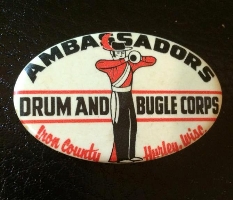 AMBASSADORS
DRUM AND BUGLE CORPS
Iron County Hurley, Wisc.